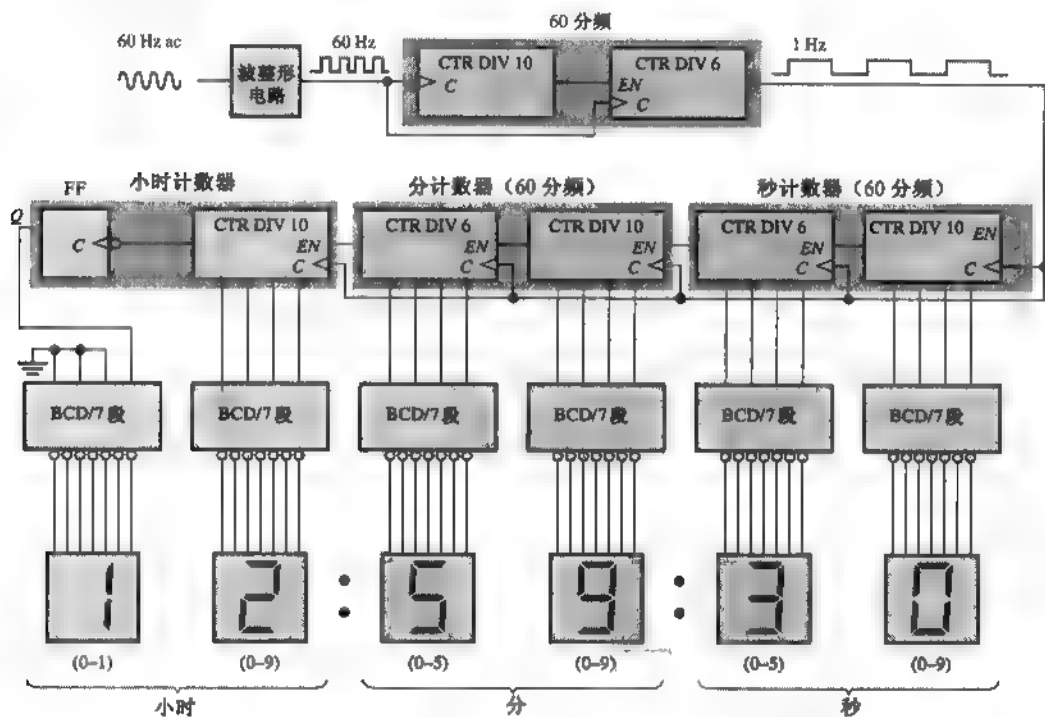 60 分频
60 Hz ac
60 Hz
1 Hz
波整形
电路
CTR DIV 10
C
CTR DIV 6
EN
C
小时计数器
分计数器（60 分频）
秒计数器（60 分频）
FF
Q
C
CTR DIV 10
EN
C
CTR DIV 6
EN
C
CTR DIV 10
EN
C
CTR DIV 6
EN
C
CTR DIV 10
EN
C
BCD/7 段
BCD/7 段
BCD/7 段
BCD/7 段
BCD/7 段
BCD/7 段
1 2 : 5 9 : 3 0
(0–1)
(0–9)
(0–5)
(0–9)
(0–5)
(0–9)
小时
分
秒